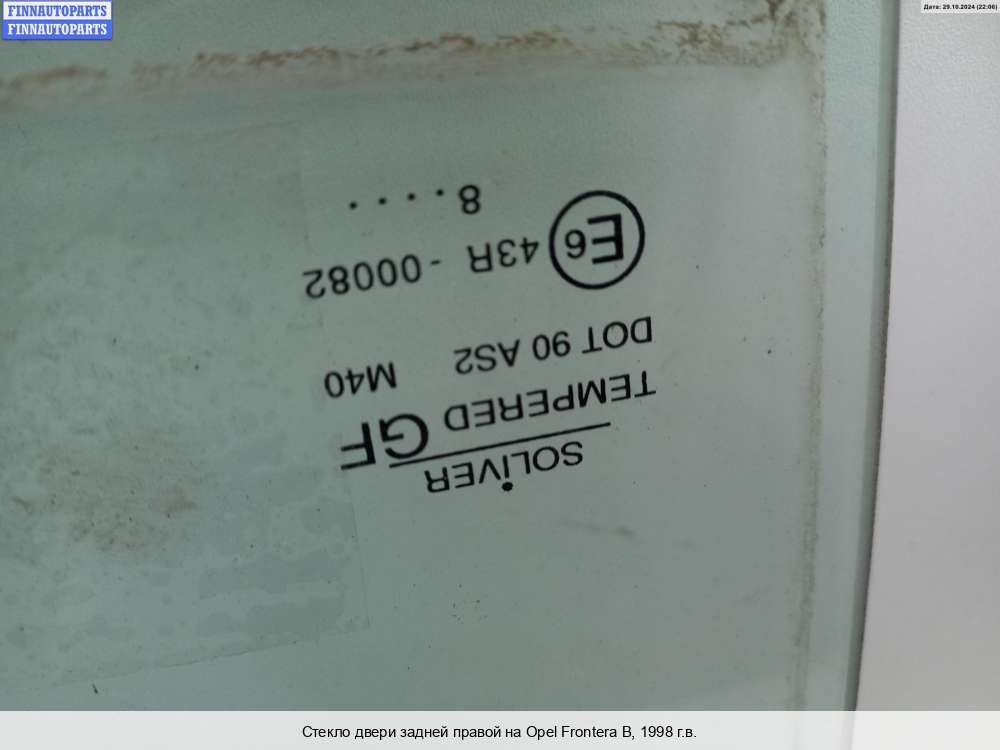 FINNAUTOPARTS
FINNAUTOPARTS
Дата: 29.10.2024 (22:06)
SOLIVER
TEMPERED GF
DOT 90 AS2 M40
E6 43R - 00082
8....
Стекло двери задней правой на Opel Frontera B, 1998 г.в.